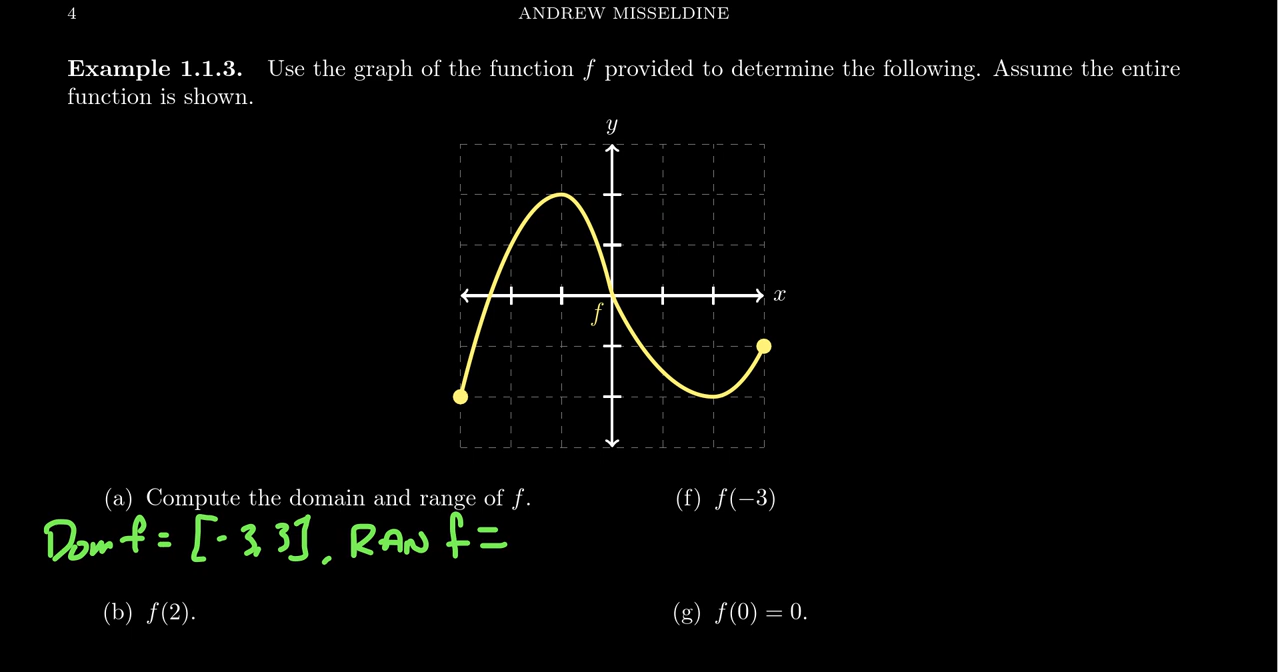 4 ANDREW MISSELDINE
Example 1.1.3. Use the graph of the function f provided to determine the following. Assume the entire
function is shown.
y
x
f
(a) Compute the domain and range of f. (f) f(−3)
Dom f = [-3,3]. RAN f =
(b) f(2). (g) f(0) = 0.